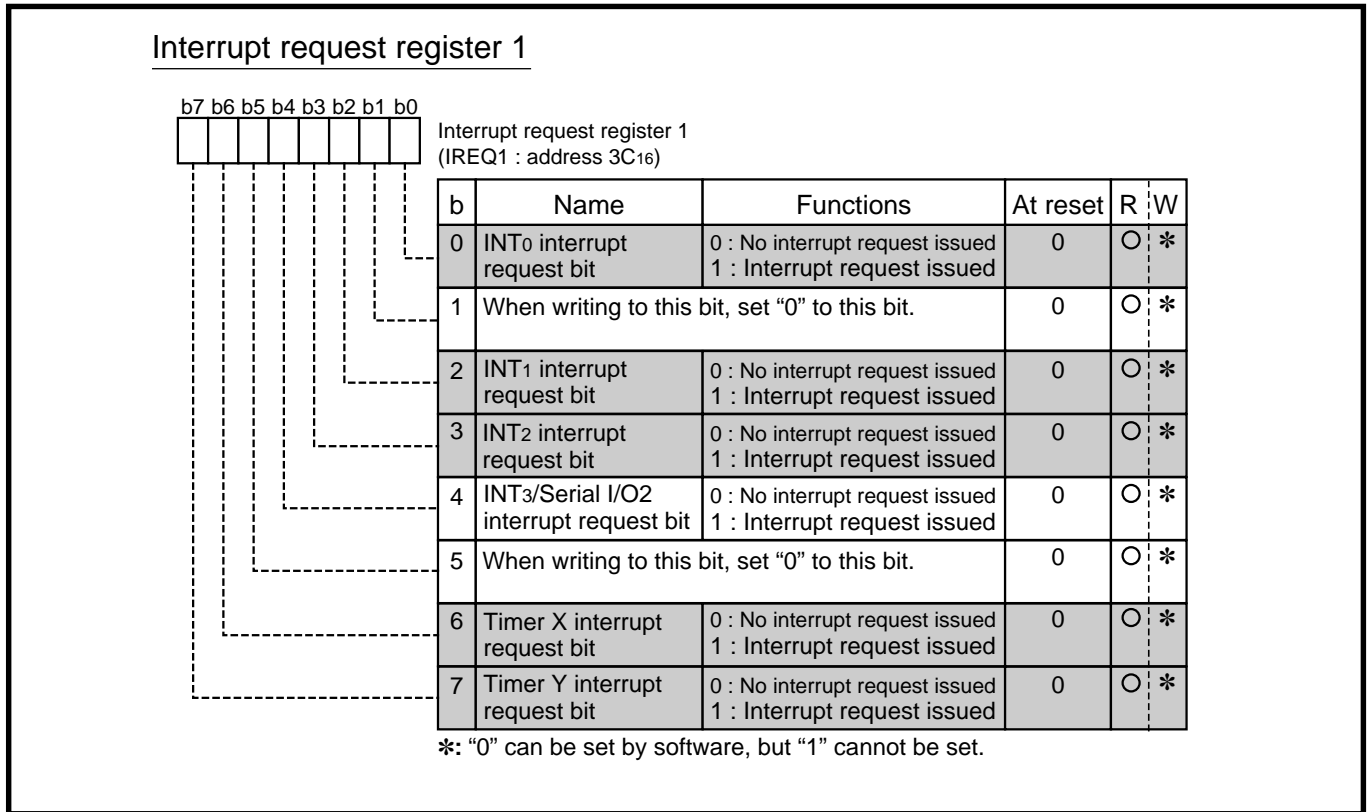 Interrupt request register 1
b7 b6 b5 b4 b3 b2 b1 b0
Interrupt request register 1
(IREQ1 : address 3C16)
b Name Functions At reset R W
0 INT0 interrupt request bit 0 : No interrupt request issued 0 O ✻
1 : Interrupt request issued
1 When writing to this bit, set “0” to this bit. 0 O ✻
2 INT1 interrupt request bit 0 : No interrupt request issued 0 O ✻
1 : Interrupt request issued
3 INT2 interrupt request bit 0 : No interrupt request issued 0 O ✻
1 : Interrupt request issued
4 INT3/Serial I/O2 interrupt request bit 0 : No interrupt request issued 0 O ✻
1 : Interrupt request issued
5 When writing to this bit, set “0” to this bit. 0 O ✻
6 Timer X interrupt request bit 0 : No interrupt request issued 0 O ✻
1 : Interrupt request issued
7 Timer Y interrupt request bit 0 : No interrupt request issued 0 O ✻
1 : Interrupt request issued
✻: “0” can be set by software, but “1” cannot be set.